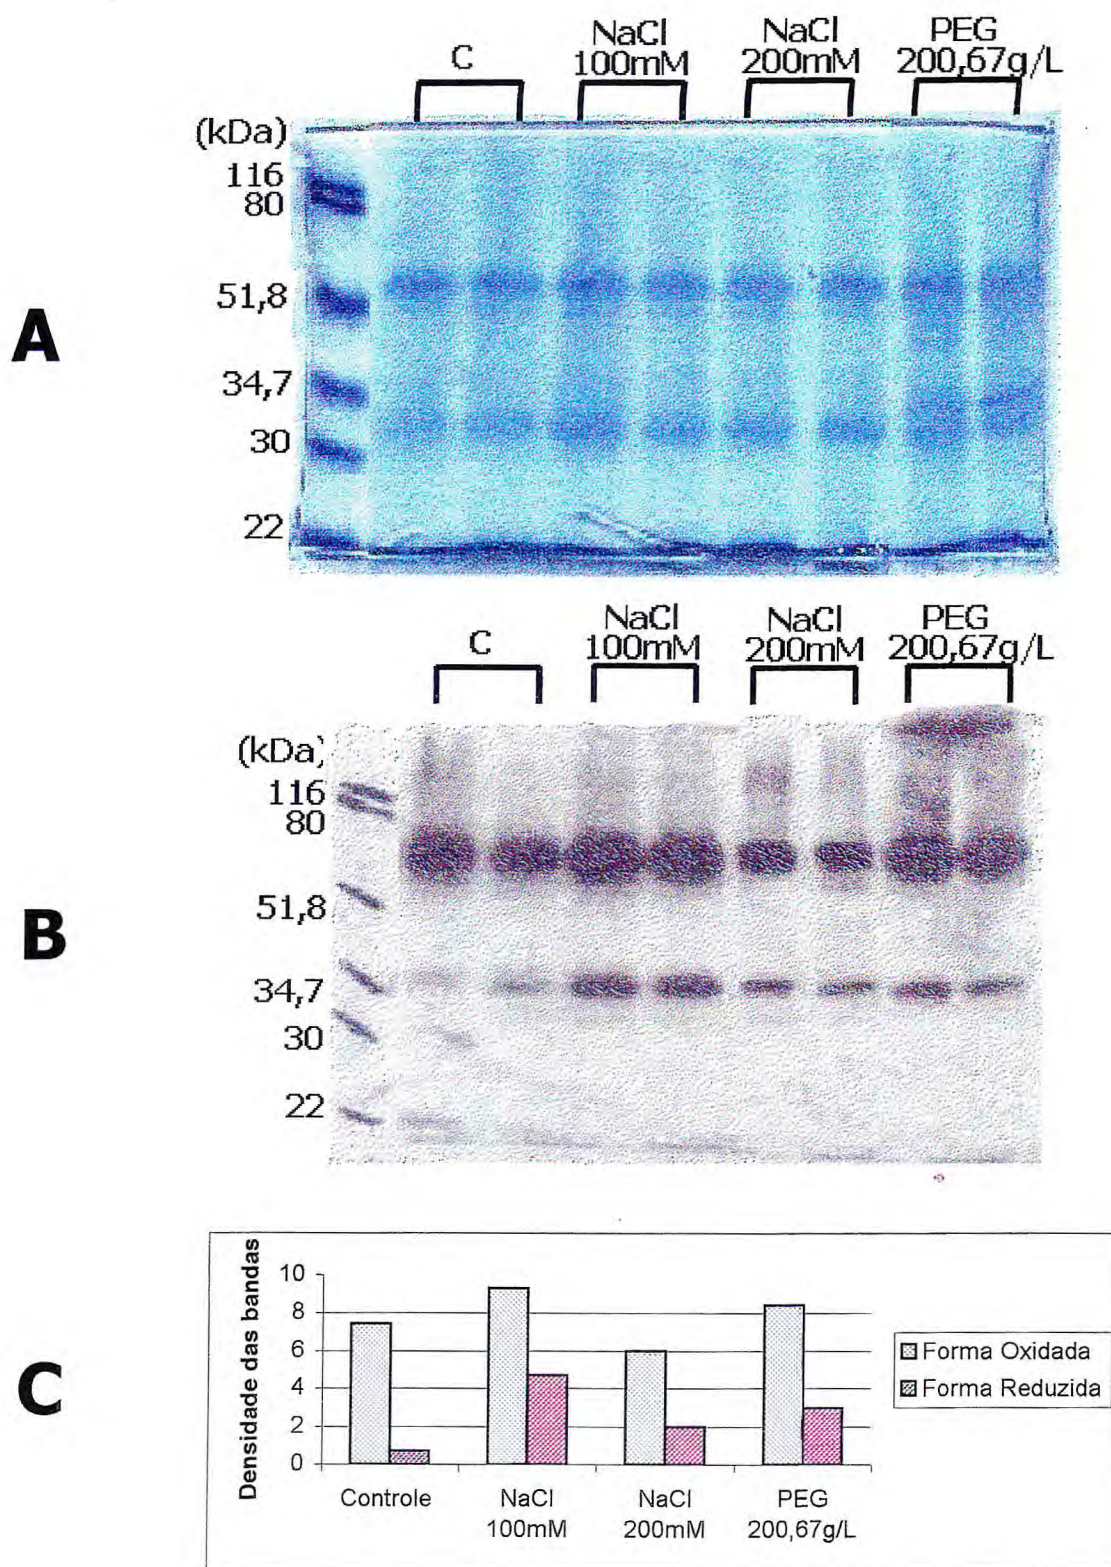 A
C
NaCl
100mM
NaCl
200mM
PEG
200,67g/L
(kDa)
116
80
51,8
34,7
30
22
B
C
NaCl
100mM
NaCl
200mM
PEG
200,67g/L
(kDa)
116
80
51,8
34,7
30
22
C
Densidade das bandas
10
8
6
4
2
0
Controle
NaCl
100mM
NaCl
200mM
PEG
200,67g/L
Forma Oxidada
Forma Reduzida